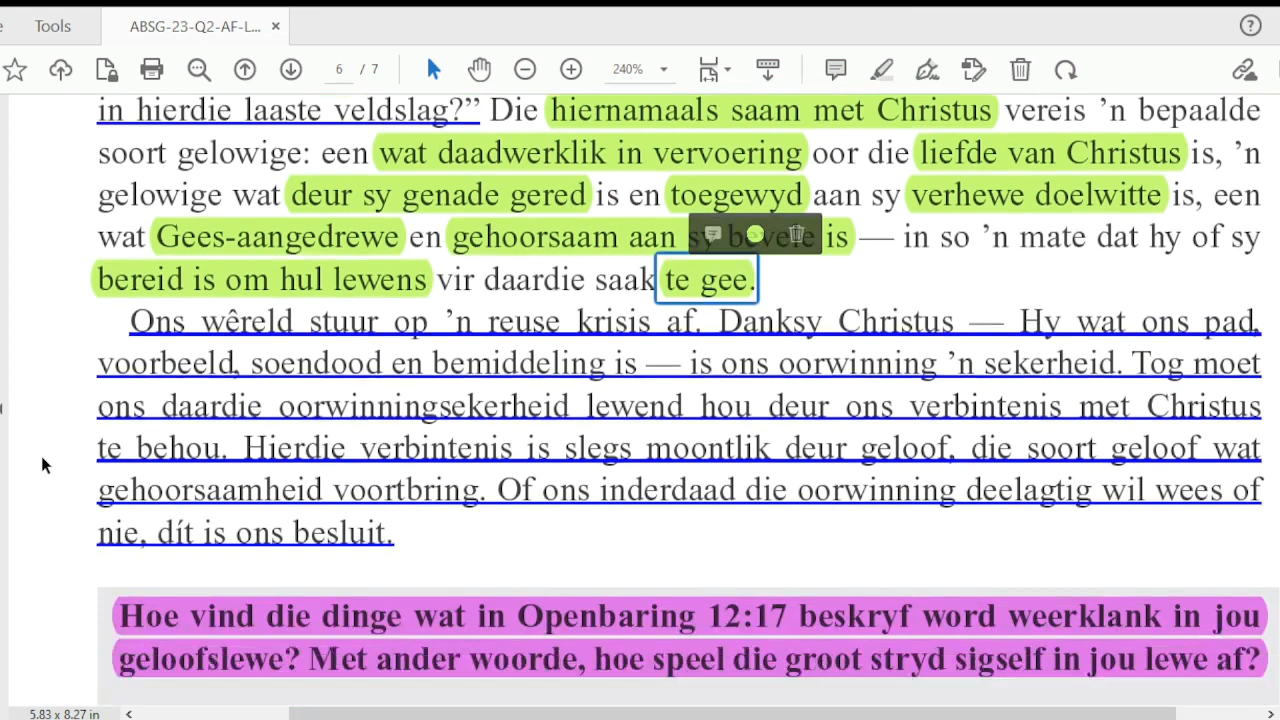 e Tools ABSG-23-Q2-AF-L... ×
6 / 7 240%
in hierdie laaste veldslag?” Die hiernamaals saam met Christus vereis ’n bepaalde
soort gelowige: een wat daadwerklik in vervoering oor die liefde van Christus is, ’n
gelowige wat deur sy genade gered is en toegewyd aan sy verhewe doelwitte is, een
wat Gees-aangedrewe en gehoorsaam aan sy bevele is — in so ’n mate dat hy of sy
bereid is om hul lewens vir daardie saak te gee.
Ons wêreld stuur op ’n reuse krisis af. Danksy Christus — Hy wat ons pad,
voorbeeld, soendood en bemiddeling is — is ons oorwinning ’n sekerheid. Tog moet
ons daardie oorwinningsekerheid lewend hou deur ons verbintenis met Christus
te behou. Hierdie verbintenis is slegs moontlik deur geloof, die soort geloof wat
gehoorsaamheid voortbring. Of ons inderdaad die oorwinning deelagtig wil wees of
nie, dít is ons besluit.
Hoe vind die dinge wat in Openbaring 12:17 beskryf word weerklank in jou
geloofslewe? Met ander woorde, hoe speel die groot stryd sigself in jou lewe af?
5.83 x 8.27 in